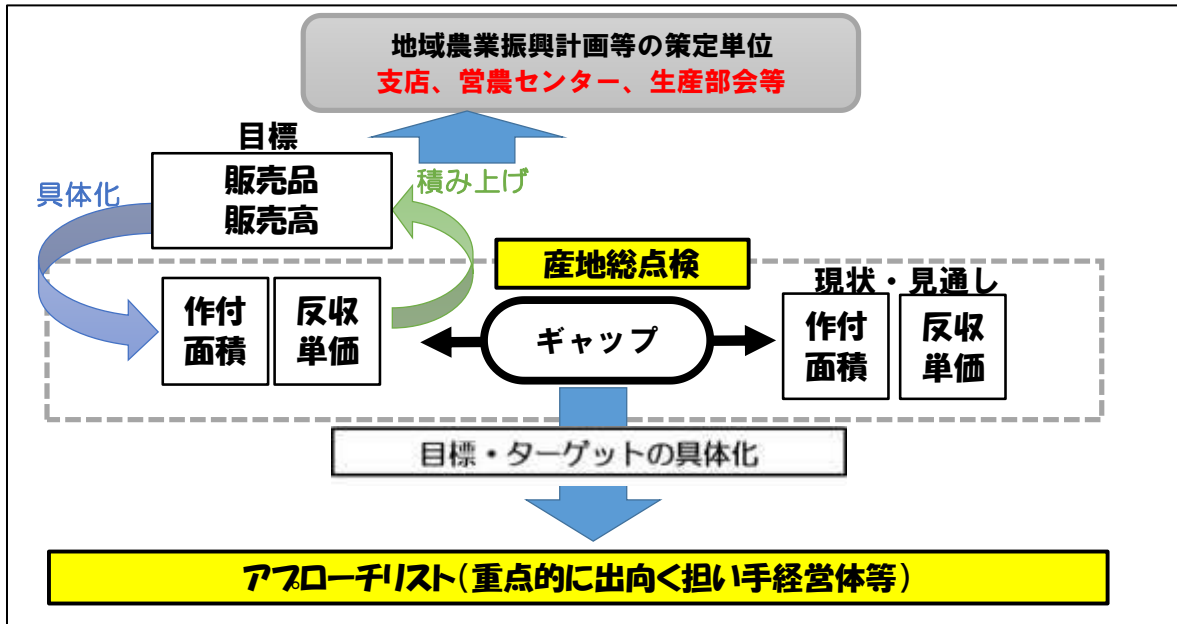 地域農業振興計画等の策定単位
支店、営農センター、生産部会等
目標
販売品
販売高
具体化
積み上げ
産地総点検
現状・見通し
作付
面積
反収
単価
ギャップ
作付
面積
反収
単価
目標・ターゲットの具体化
アプローチリスト(重点的に出向く担い手経営体等)